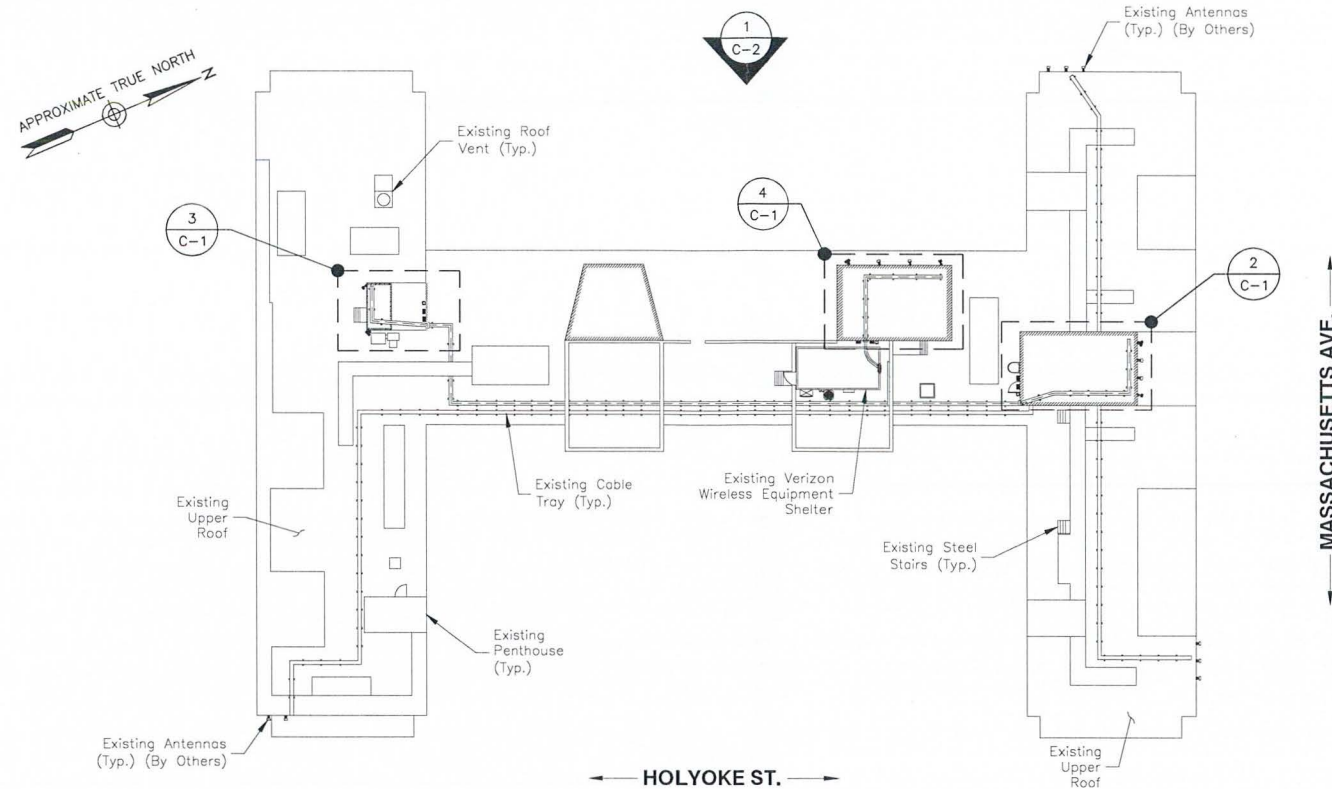 1
C-2
Existing Antennas
(Typ.) (By Others)
APPROXIMATE TRUE NORTH
N
Existing Roof
Vent (Typ.)
3
C-1
4
C-1
2
C-1
MASSACHUSETTS AVE.
Existing Cable
Tray (Typ.)
Existing Verizon
Wireless Equipment
Shelter
Existing
Upper
Roof
Existing Steel
Stairs (Typ.)
Existing
Penthouse
(Typ.)
Existing Antennas
(Typ.) (By Others)
Existing
Upper
Roof
HOLYOKE ST.